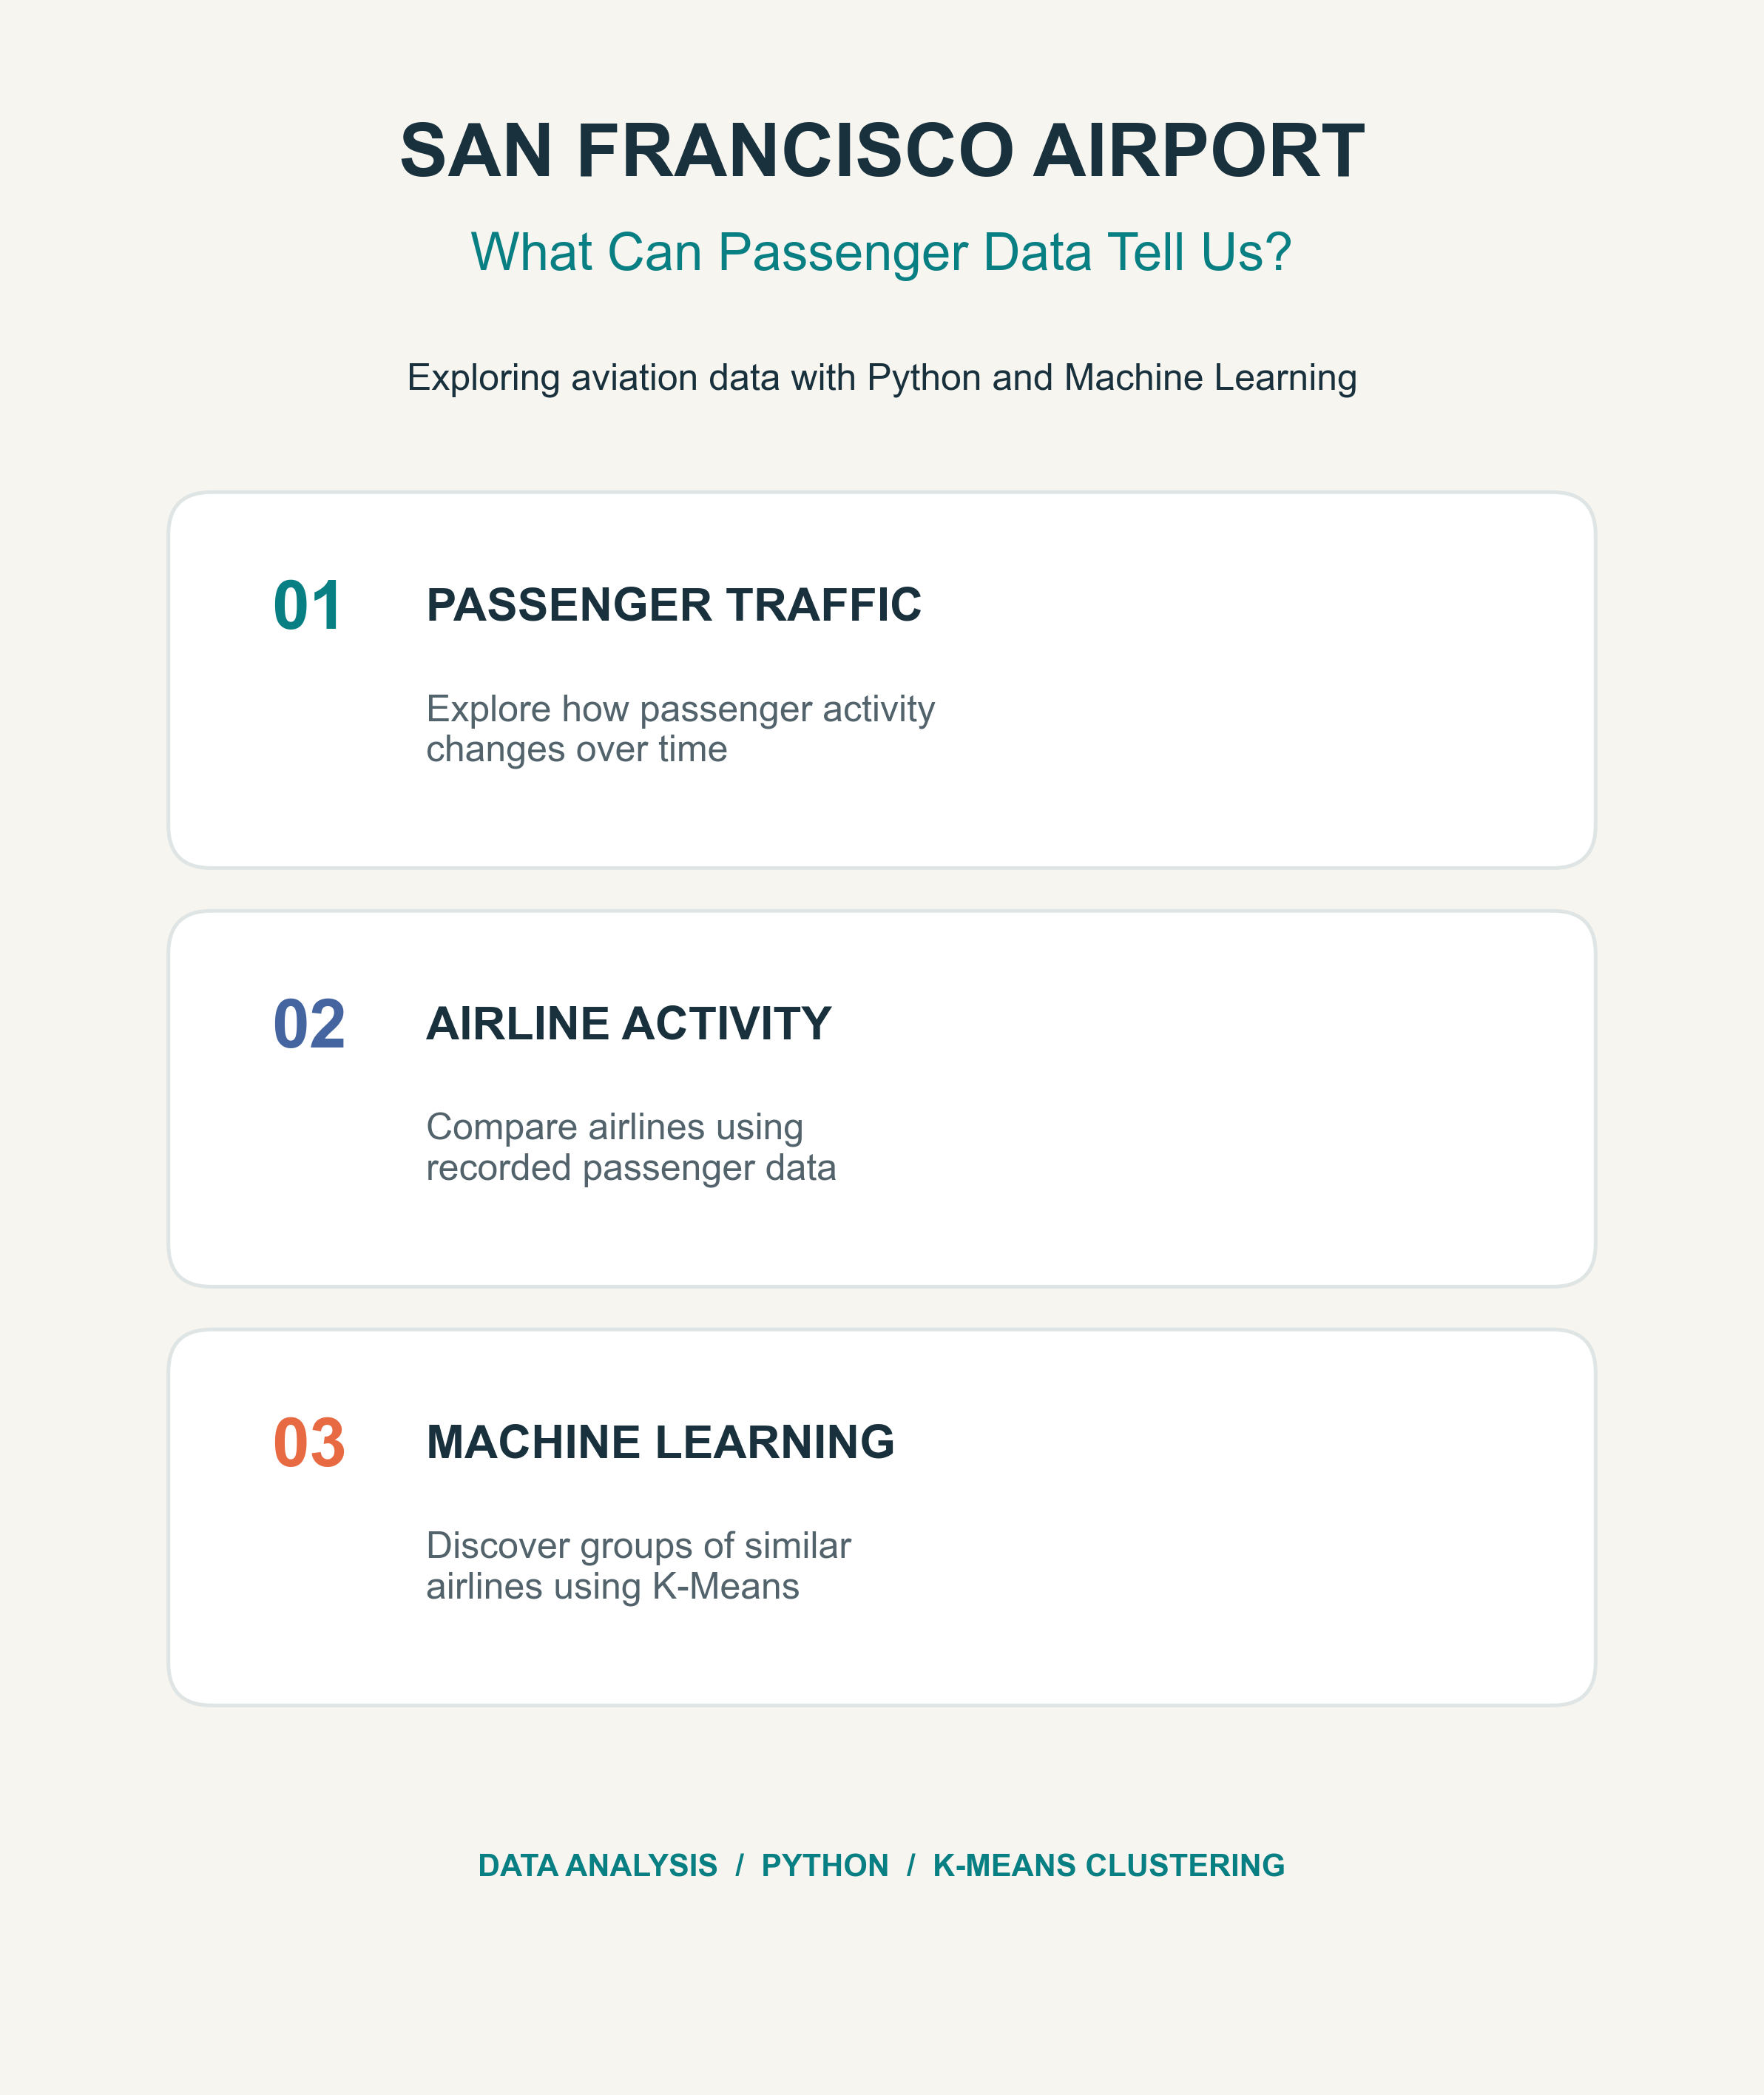 SAN FRANCISCO AIRPORT
What Can Passenger Data Tell Us?
Exploring aviation data with Python and Machine Learning
01 PASSENGER TRAFFIC
Explore how passenger activity
changes over time
02 AIRLINE ACTIVITY
Compare airlines using
recorded passenger data
03 MACHINE LEARNING
Discover groups of similar
airlines using K-Means
DATA ANALYSIS / PYTHON / K-MEANS CLUSTERING